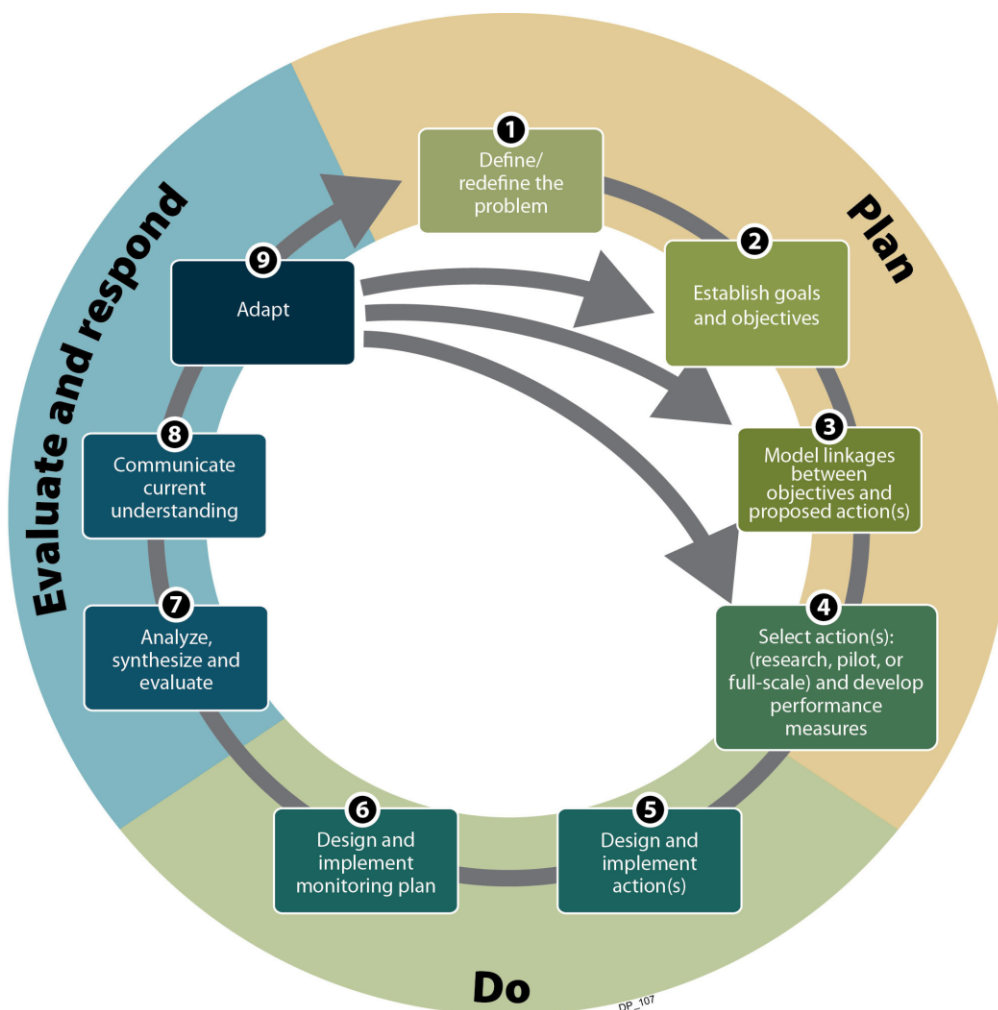 1
Define/
redefine the
problem
2
Establish goals
and objectives
3
Model linkages
between
objectives and
proposed action(s)
4
Select action(s):
(research, pilot, or
full-scale) and develop
performance
measures
5
Design and
implement
action(s)
6
Design and
implement
monitoring plan
7
Analyze,
synthesize and
evaluate
8
Communicate
current
understanding
9
Adapt
Plan
Do
Evaluate and respond
DP_107